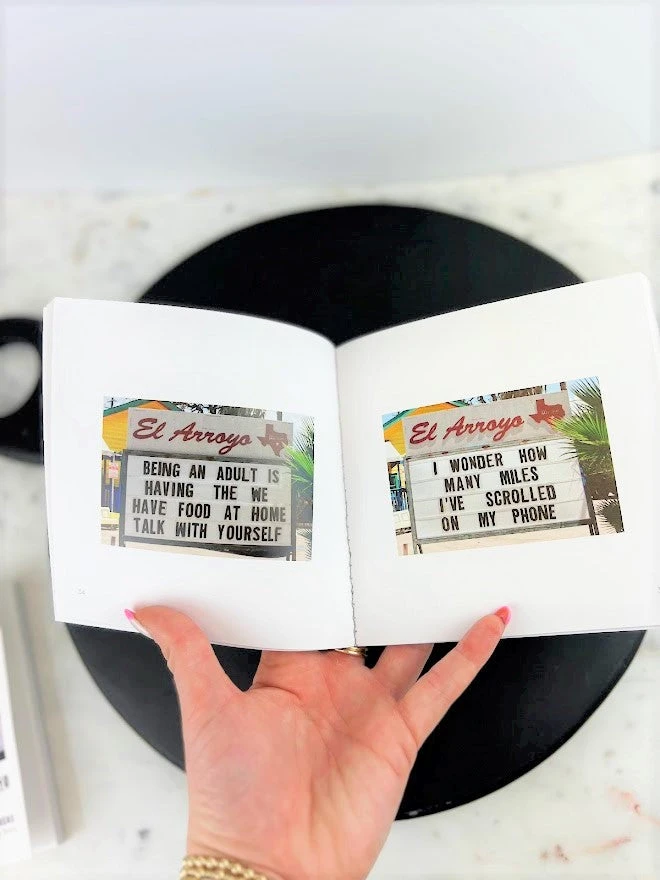 El Arroyo
BEING AN ADULT IS
HAVING THE WE
HAVE FOOD AT HOME
TALK WITH YOURSELF
El Arroyo
I WONDER HOW
MANY MILES
I'VE SCROLLED
ON MY PHONE